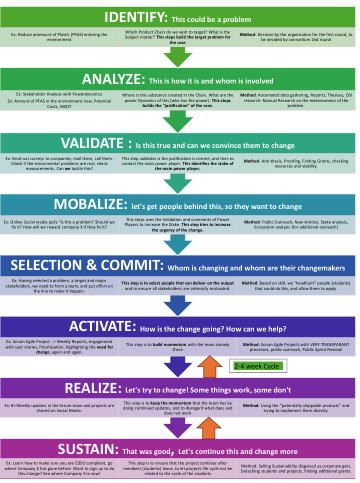 IDENTIFY: This could be a problem
Ex: Reduce amount of Plastic (PFAS) entering the
environment
Which Product Chain do we wish to target? What is the
Subject matter? This steps build the target problem for
the case.
Method: Decision by the organization for the first round, to
be decided by consortium 2nd round
ANALYZE: This is how it is and whom is involved
Ex: Stakeholder Analysis with Powerdynamics
Ex: Amount of PFAS in the environment now, Potential
Costs, SWOT
Where is this substance created in the Chain, What are the
power Dynamics of this (who has the power). This steps
builds the "justification" of the case.
Method: Automated data gathering, Reports, Theses, OSI
research. Manual Research on the extensiveness of the
problem.
VALIDATE : Is this true and can we convince them to change
Ex: Send out surveys to companies, mail them, call them.
Check if the environmental problems are real, check
measurements. Can we tackle this?
This step validates is the justification is correct, and tries to
contact the main power player. This identifies the stake of
the main power player.
Method: Anti-thesis, Proofing, Finding Grants, checking
resources and viability.
MOBALIZE: let's get people behind this, so they want to change
Ex: Online Social media polls 'is this a problem? Should we
fix it? How will we reward company X if they fix it?
This steps uses the Validation and comments of Power
Players to increase the Stake. This step tries to increase
the urgency of the change.
Method: Public Outreach, New Articles, Stake analysis,
Ecosystem analysis (for additional outreach)
SELECTION & COMMIT: Whom is changing and whom are their changemakers
Ex: Having selected a problem, a target and major
stakeholders, we need to form a team, and put effort on
the line to make it happen.
This step is to select people that can deliver on the output
and to ensure all stakeholders are intrinsically motivated.
Method: Based on skill, we "headhunt" people (students)
that could do this, and allow them to apply.
ACTIVATE: How is the change going? How can we help?
Ex: Scrum Agile Project -> Weekly Reports, engagement
with user stories, Prioritization, highlighting the need for
change, again and again.
This step is to build momentum with the team already
there
Method: Scrum Agile Projects with VERY TRANSPARANT
processes, public outreach, Public Sprint Review!
2-4 week Cycle
REALIZE: Let's try to change! Some things work, some don't
Ex: Bi-Weekly updates in the Scrum team and projects are
shared on Social Media.
This step is to keep the momentum that the team has by
doing continued updates, and to disregard what does and
does not work
Method: Using the "potentially shippable products" and
trying to implement them directly.
SUSTAIN: That was good, Let's continue this and change more
Ex: Learn how to make sure you are CDSD compliant, go
where Company X has gone before. Want to sign up to do
this change? See where Company X is now!
This step is to ensure that the project continue after
members (students) leave, to let projects life cycle not be
related to the cycle of the students
Method: Selling Sustainability disguised as corporate gain,
Detaching students and projects, finding additional grants.